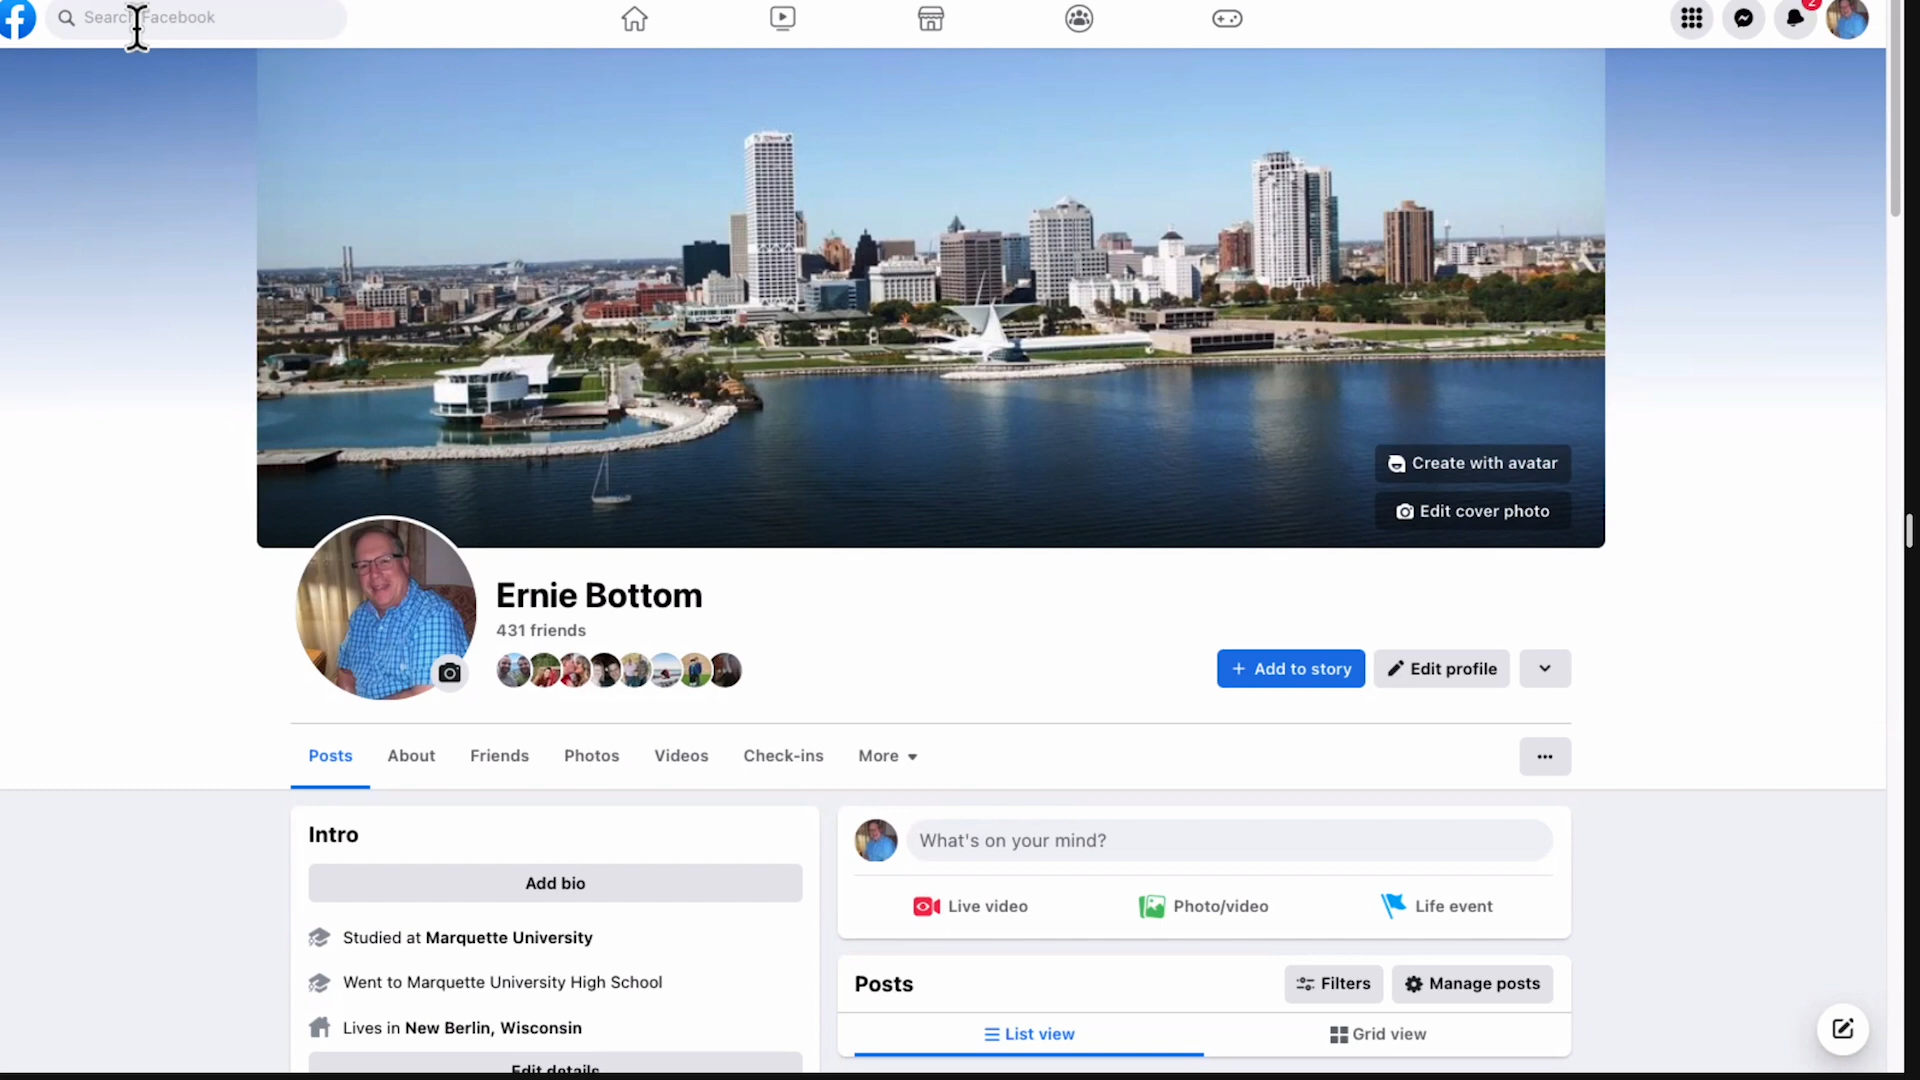 Search Facebook
2
Create with avatar
Edit cover photo
Ernie Bottom
431 friends
+ Add to story
Edit profile
Posts
About
Friends
Photos
Videos
Check-ins
More
Intro
Add bio
Studied at Marquette University
Went to Marquette University High School
Lives in New Berlin, Wisconsin
Edit details
What's on your mind?
Live video
Photo/video
Life event
Posts
Filters
Manage posts
List view
Grid view